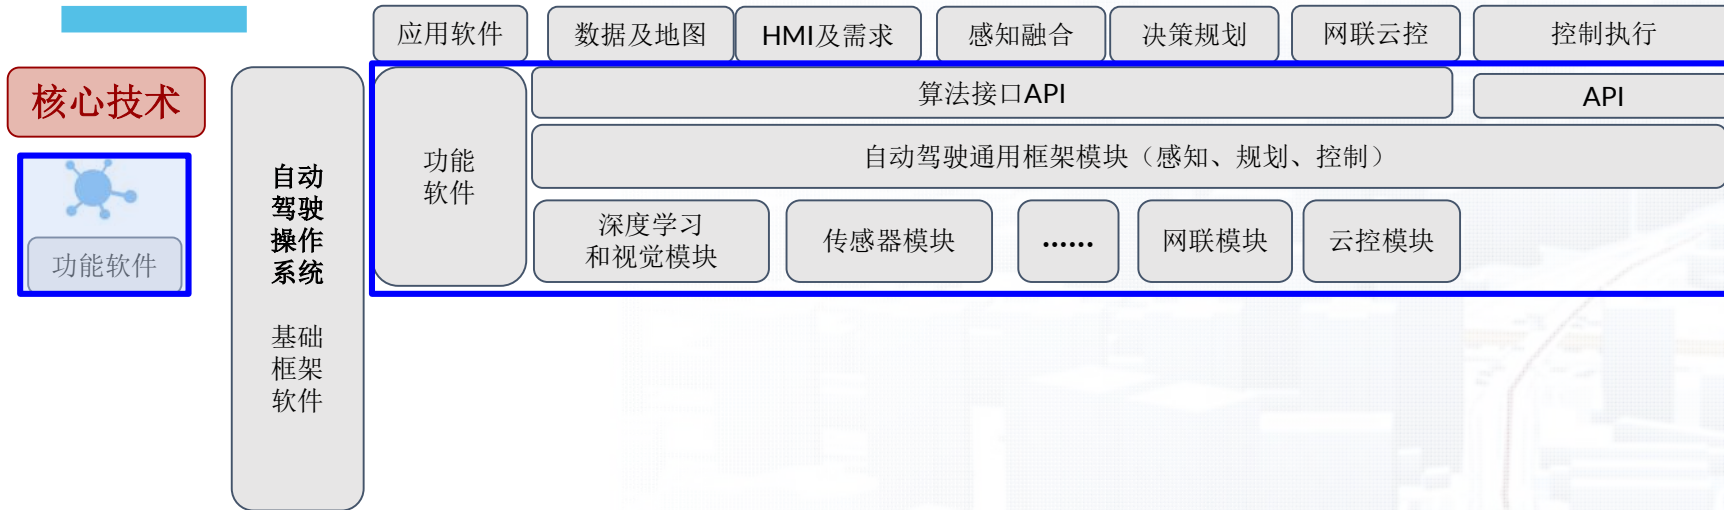 应用软件
数据及地图
HMI及需求
感知融合
决策规划
网联云控
控制执行
核心技术
功能软件
自动
驾驶
操作
系统
基础
框架
软件
功能
软件
算法接口API
API
自动驾驶通用框架模块（感知、规划、控制）
深度学习
和视觉模块
传感器模块
......
网联模块
云控模块